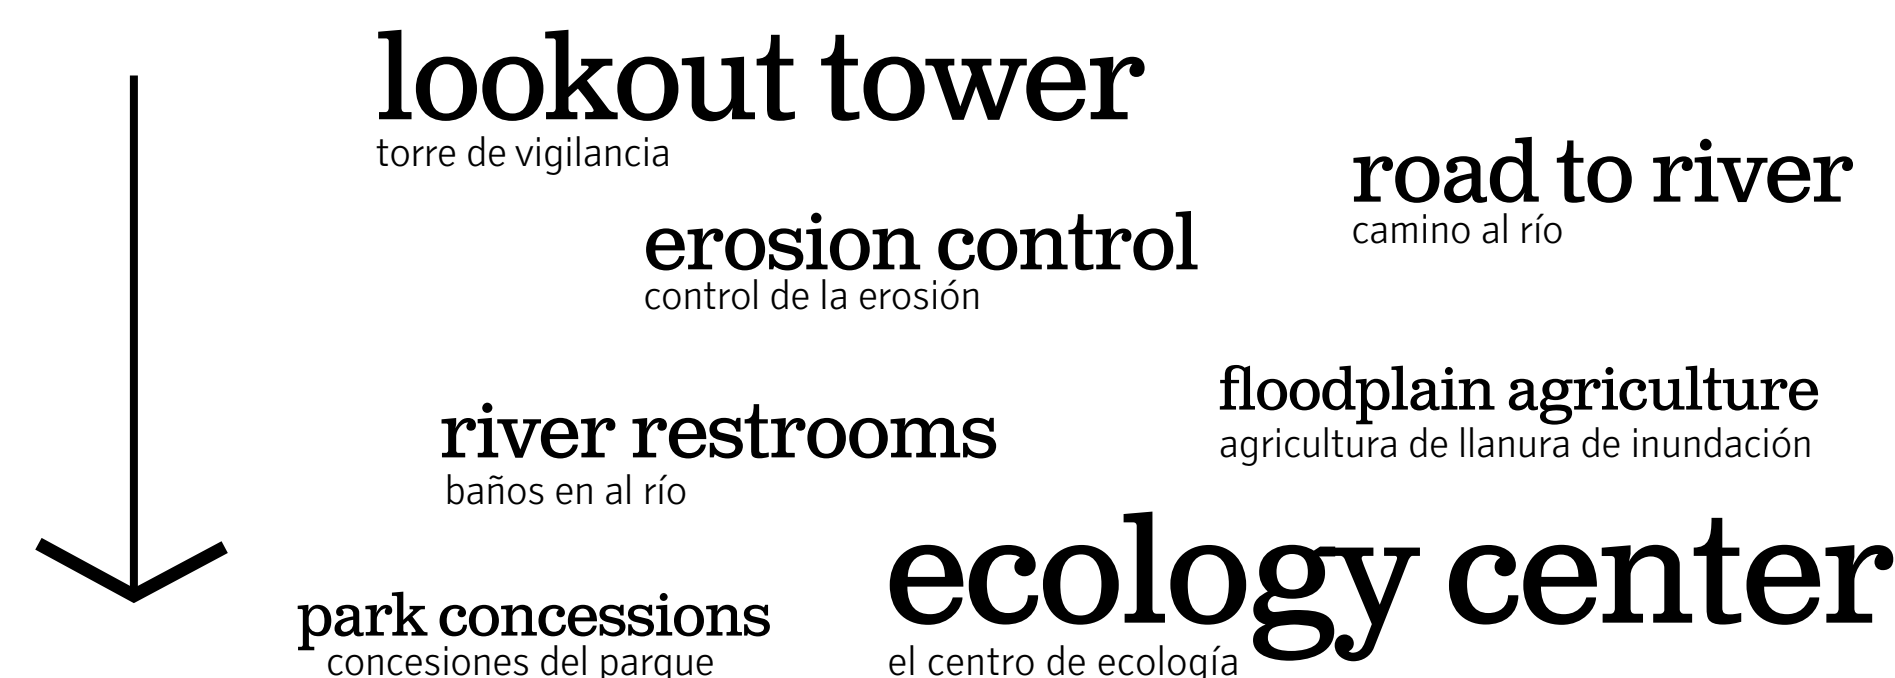 lookout tower
torre de vigilancia
road to river
camino al río
erosion control
control de la erosión
floodplain agriculture
agricultura de llanura de inundación
river restrooms
baños en al río
ecology center
el centro de ecología
park concessions
concesiones del parque